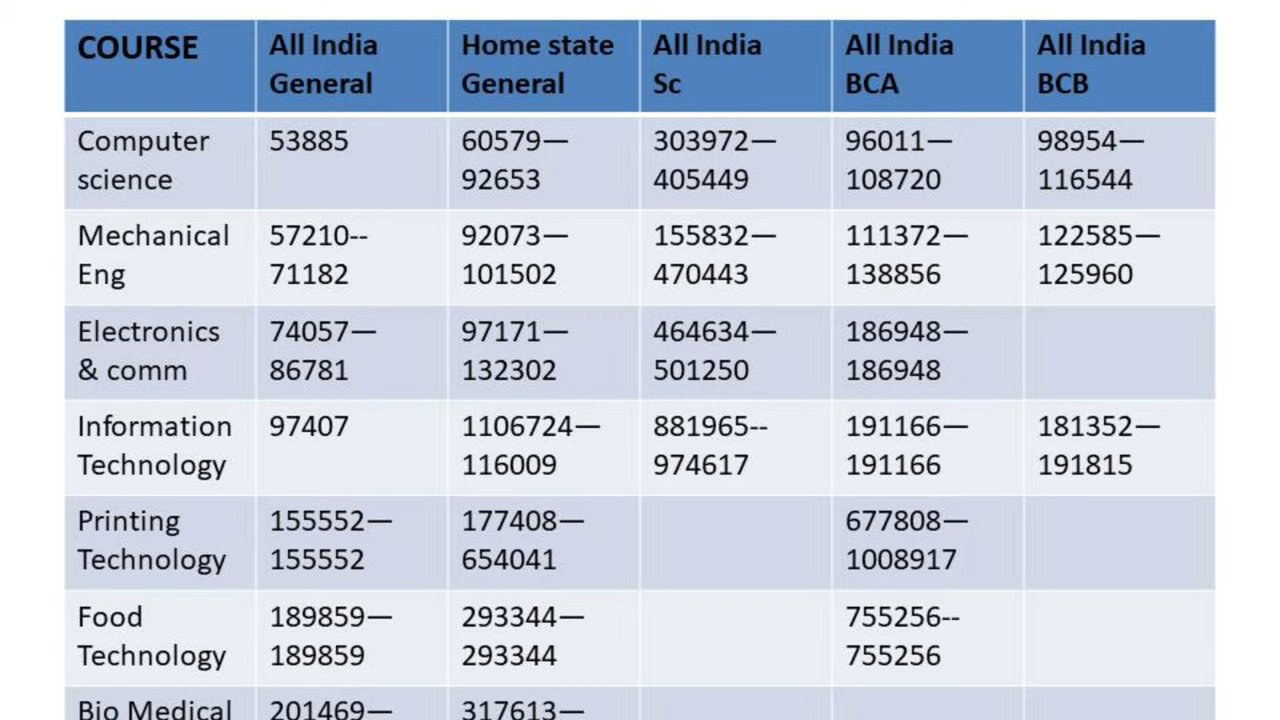 COURSE
All India
General
Home state
General
All India
Sc
All India
BCA
All India
BCB
Computer
science
53885
60579—
92653
303972—
405449
96011—
108720
98954—
116544
Mechanical
Eng
57210--
71182
92073—
101502
155832—
470443
111372—
138856
122585—
125960
Electronics
& comm
74057—
86781
97171—
132302
464634—
501250
186948—
186948
Information
Technology
97407
1106724—
116009
881965--
974617
191166—
191166
181352—
191815
Printing
Technology
155552—
155552
177408—
654041
677808—
1008917
Food
Technology
189859—
189859
293344—
293344
755256--
755256
Bio Medical
201469—
317613—